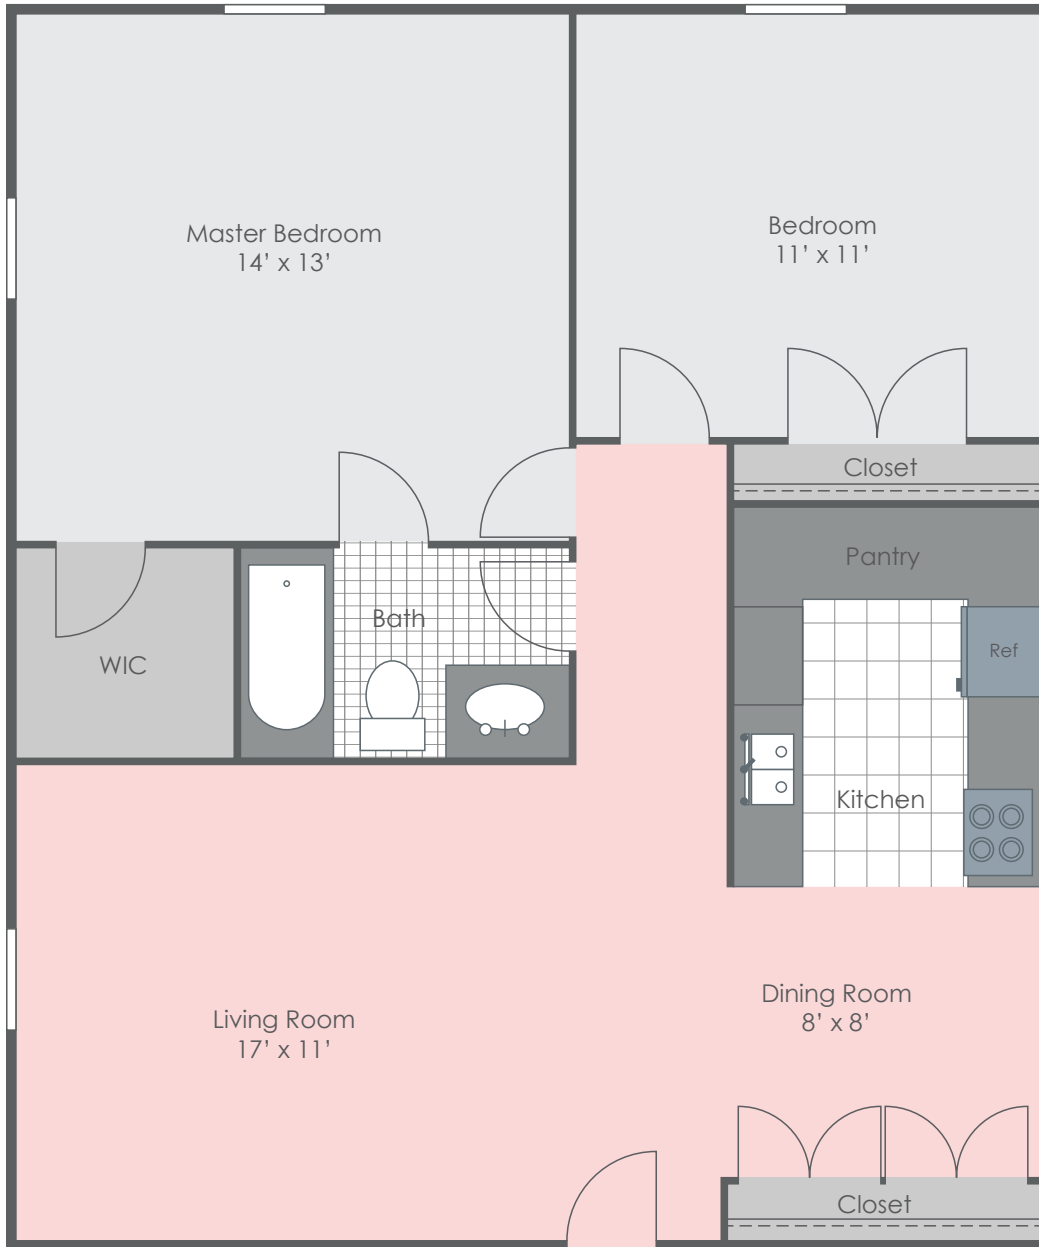 Master Bedroom
14’ x 13’
Bedroom
11’ x 11’
Closet
Pantry
Bath
WIC
Ref
Kitchen
Living Room
17’ x 11’
Dining Room
8’ x 8’
Closet